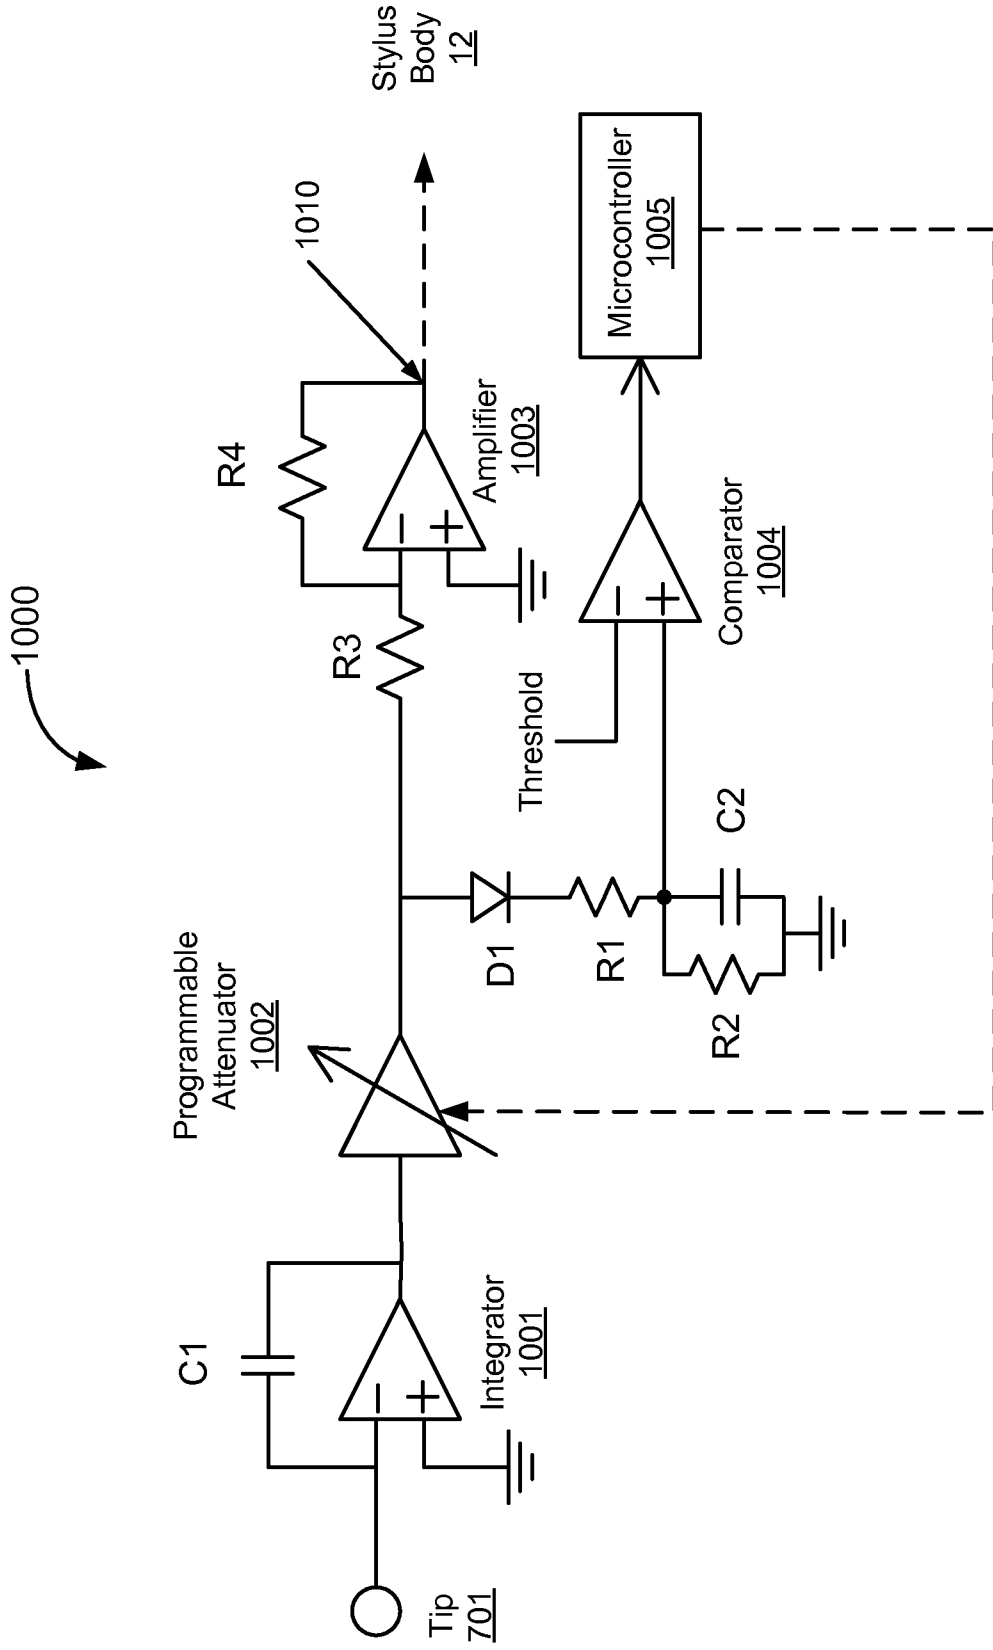 1000
Tip
701
C1
Integrator
1001
Programmable
Attenuator
1002
D1
R1
R2
C2
R3
R4
Amplifier
1003
1010
Stylus
Body
12
Threshold
Comparator
1004
Microcontroller
1005